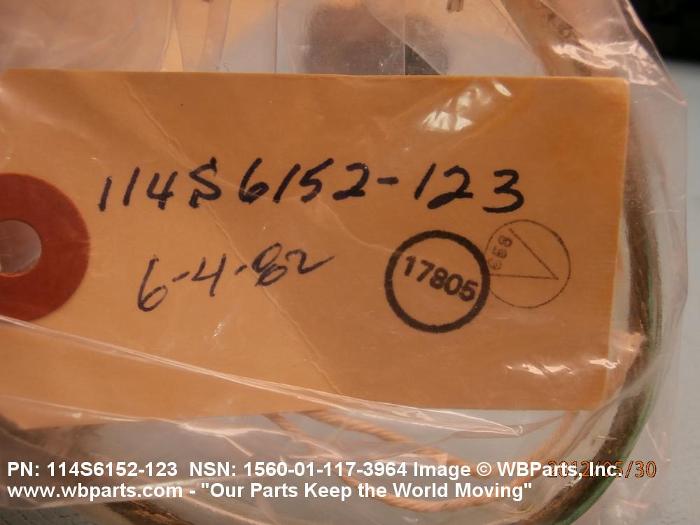 114S6152-123
6-4-82
17805
PN: 114S6152-123 NSN: 1560-01-117-3964 Image © WBParts, Inc.
www.wbparts.com - "Our Parts Keep the World Moving"